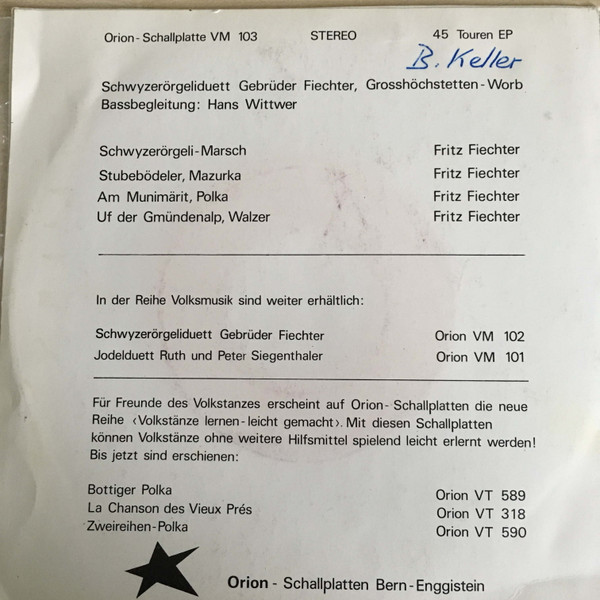 Orion-Schallplatte VM 103 STEREO 45 Touren EP
B. Keller
Schwyzerörgeliduett Gebrüder Fiechter, Grosshöchstetten-Worb
Bassbegleitung: Hans Wittwer
Schwyzerörgeli-Marsch Fritz Fiechter
Stubebödeler, Mazurka Fritz Fiechter
Am Munimärit, Polka Fritz Fiechter
Uf der Gmündenalp, Walzer Fritz Fiechter
In der Reihe Volksmusik sind weiter erhältlich:
Schwyzerörgeliduett Gebrüder Fiechter Orion VM 102
Jodelduett Ruth und Peter Siegenthaler Orion VM 101
Für Freunde des Volkstanzes erscheint auf Orion-Schallplatten die neue
Reihe ‹Volkstänze lernen-leicht gemacht›. Mit diesen Schallplatten
können Volkstänze ohne weitere Hilfsmittel spielend leicht erlernt werden!
Bis jetzt sind erschienen:
Bottiger Polka Orion VT 589
La Chanson des Vieux Prés Orion VT 318
Zweireihen-Polka Orion VT 590
Orion - Schallplatten Bern-Enggistein